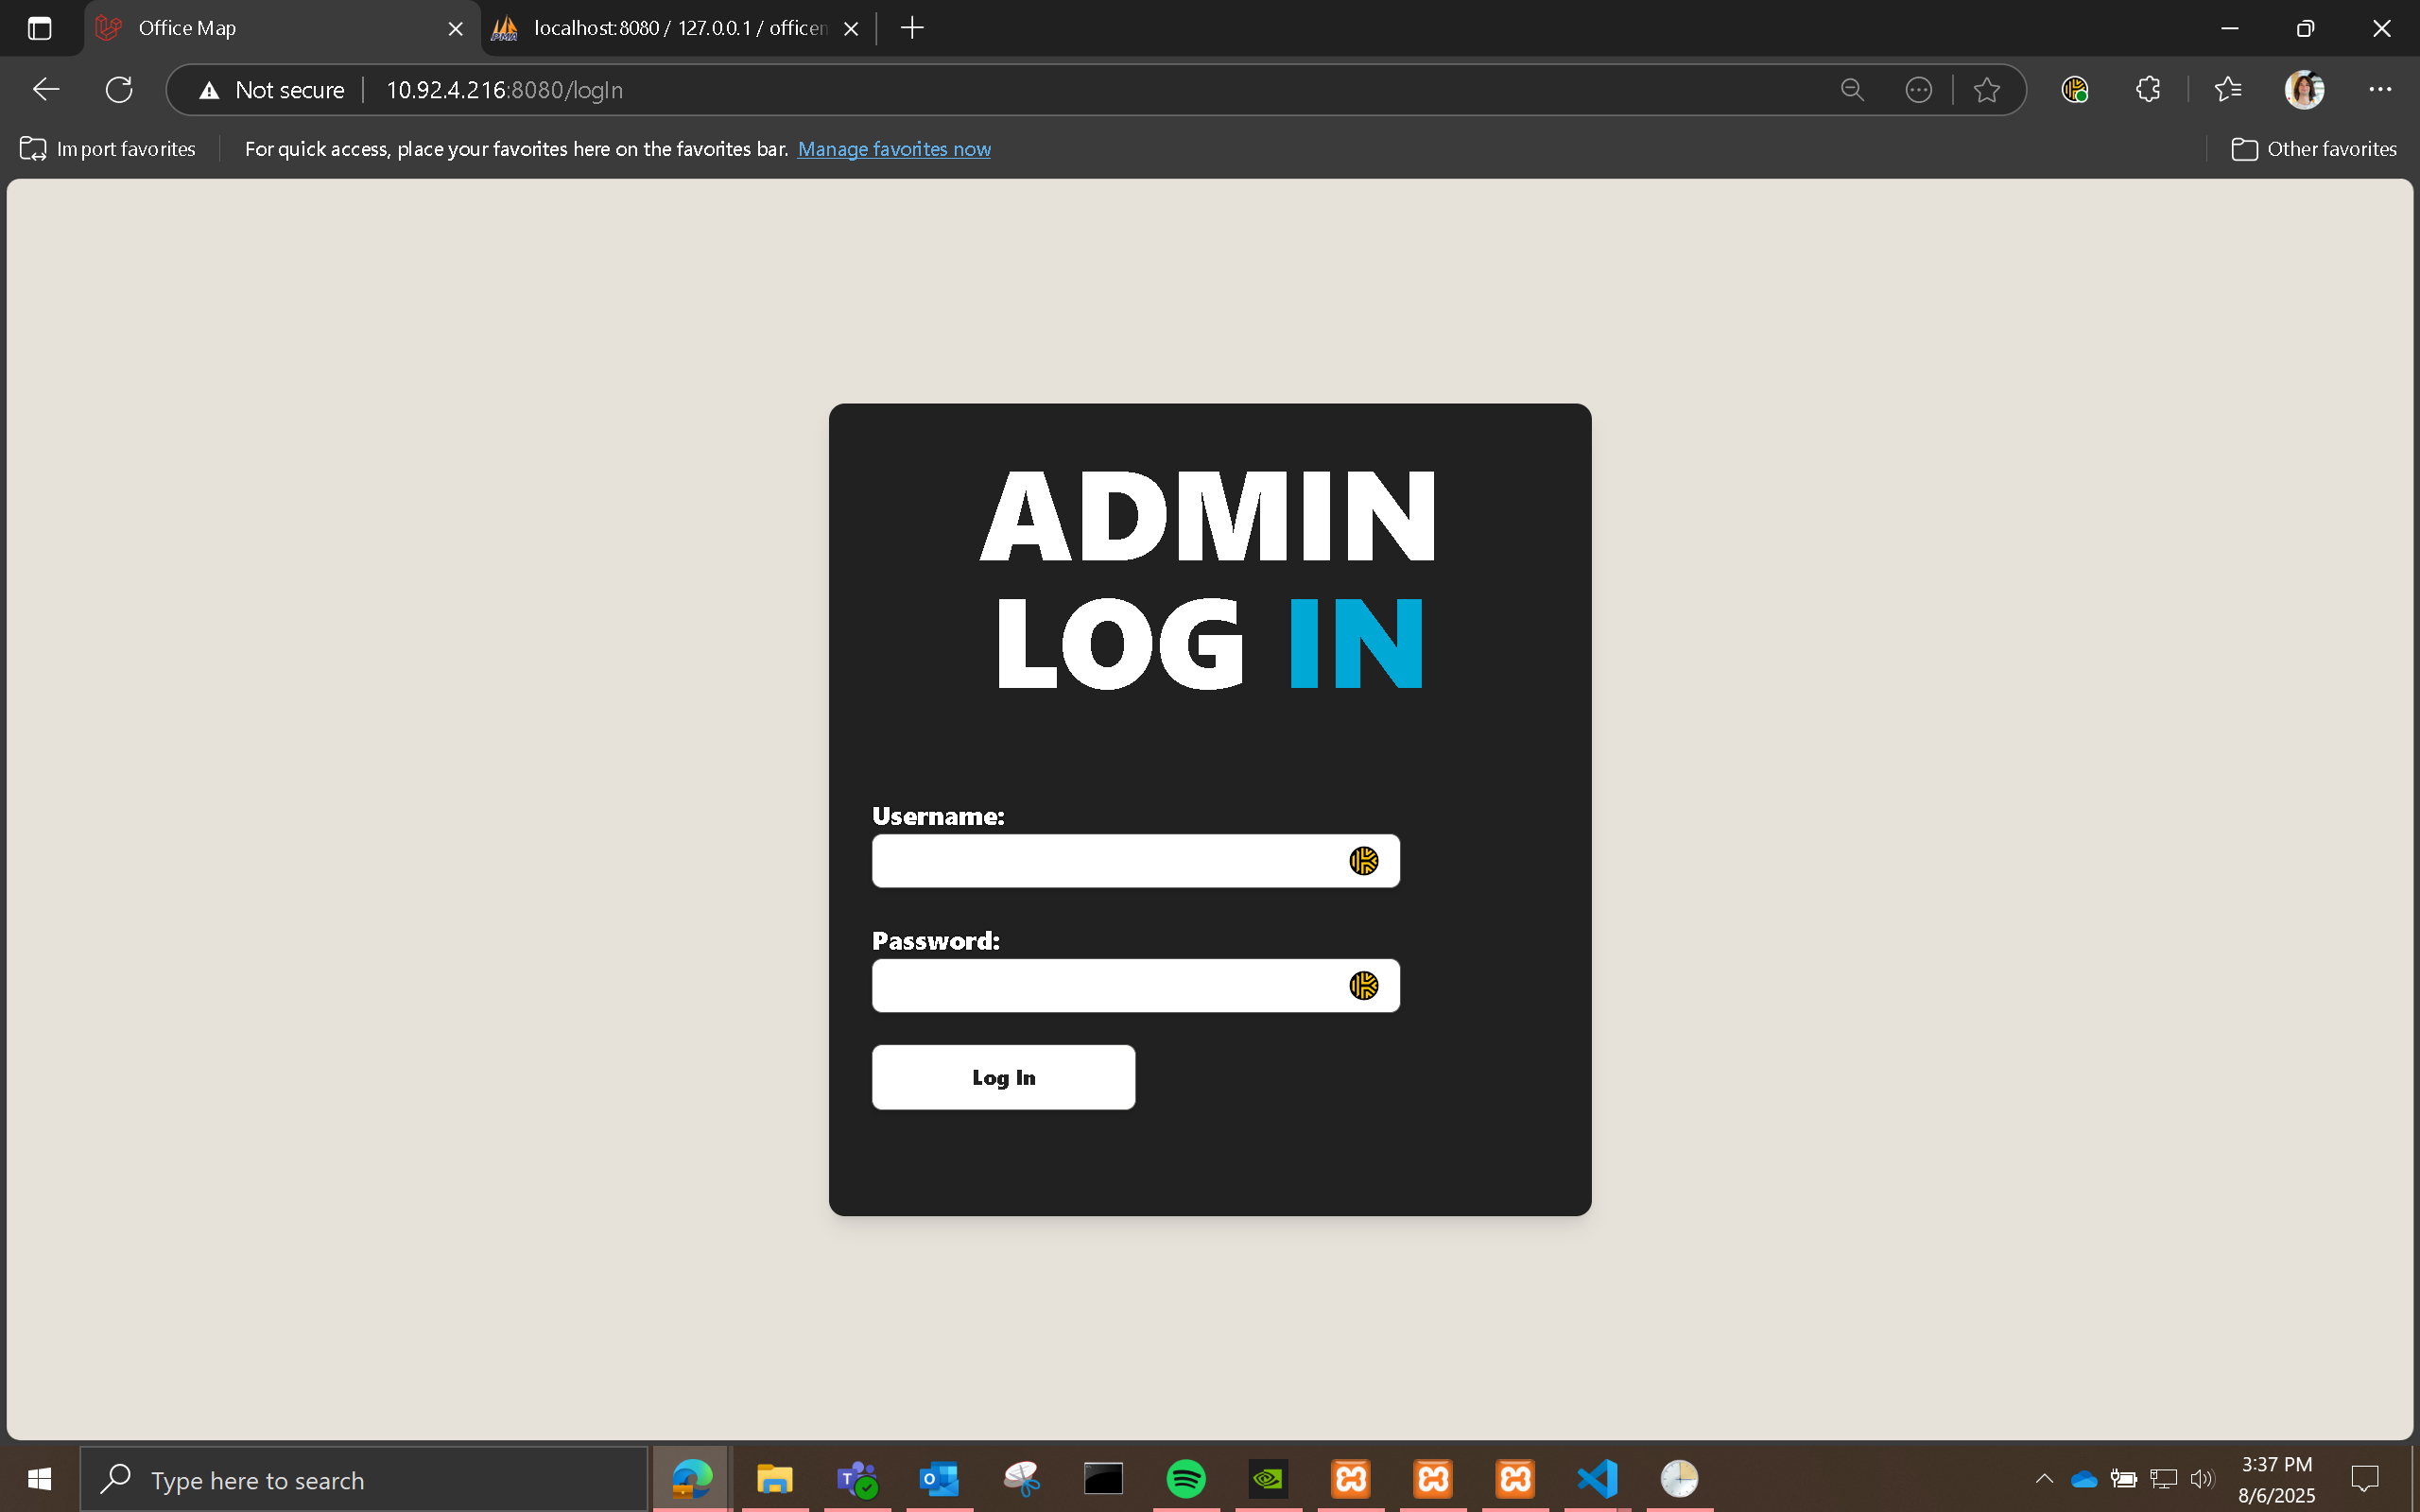 Office Map
localhost:8080 / 127.0.0.1 / officem
Not secure
10.92.4.216:8080/logIn
Import favorites
For quick access, place your favorites here on the favorites bar. Manage favorites now
Other favorites
ADMIN
LOG IN
Username:
Password:
Log In
Type here to search
3:37 PM
8/6/2025